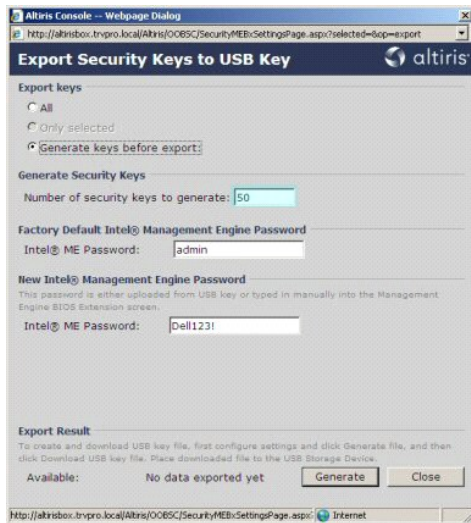 Altiris Console -- Webpage Dialog
http://altirisbox.trvpro.local/Altiris/OOBSC/SecurityMEBxSettingsPage.aspx?selected=&op=export
Export Security Keys to USB Key
altiris
Export keys
All
Only selected
Generate keys before export:
Generate Security Keys
Number of security keys to generate: 50
Factory Default Intel® Management Engine Password
Intel® ME Password: admin
New Intel® Management Engine Password
This password is either uploaded from USB key or typed in manually into the Management
Engine BIOS Extension screen.
Intel® ME Password: Dell123!
Export Result
To create and download USB key file, first configure settings and click Generate file, and then
click Download USB key file. Place downloaded file to the USB Storage Device.
Available: No data exported yet Generate Close
http://altirisbox.trvpro.local/Altiris/OOBSC/SecurityMEBxSettingsPage.aspx? Internet